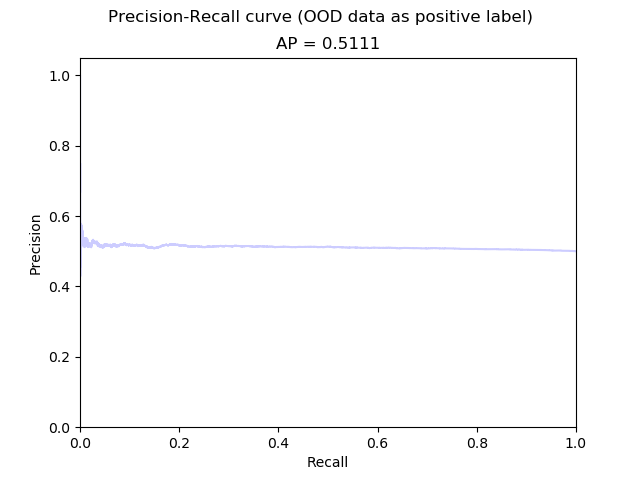 Precision-Recall curve (OOD data as positive label)
AP = 0.5111
1.0
0.8
0.6
0.4
0.2
0.0
Precision
0.0 0.2 0.4 0.6 0.8 1.0
Recall